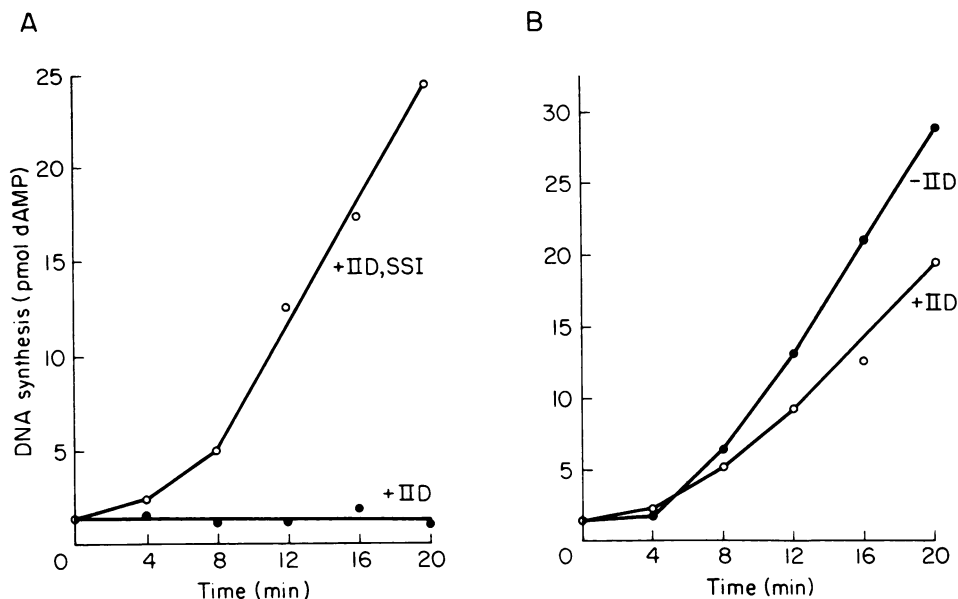 A
DNA synthesis (pmol dAMP)
25
20
15
10
5
0
4
8
12
16
20
Time (min)
+IID,SSI
+IID
B
30
25
20
15
10
5
0
4
8
12
16
20
Time (min)
-IID
+IID